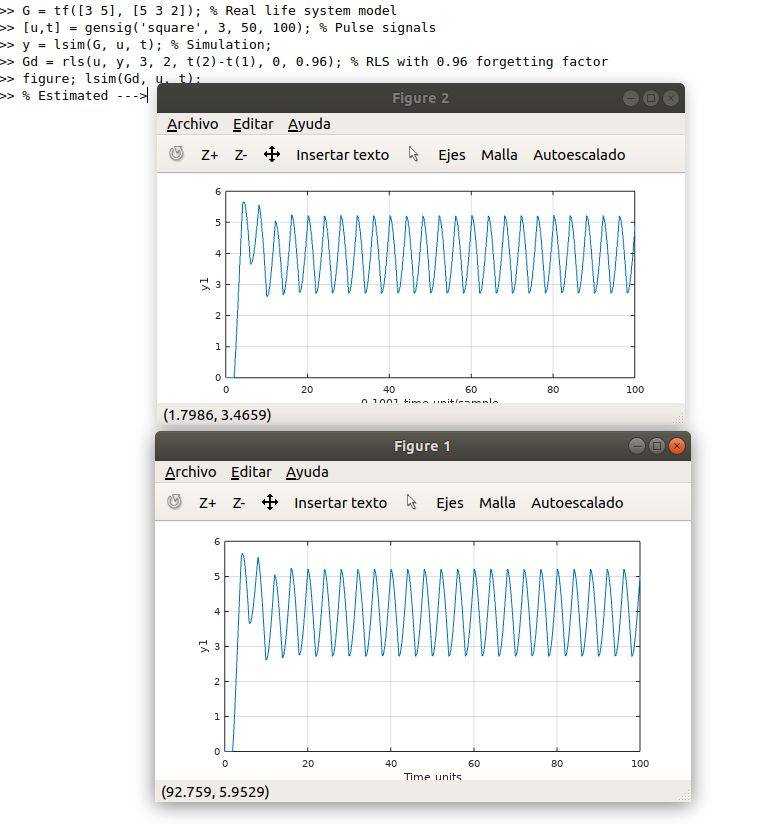 >> G = tf([3 5], [5 3 2]); % Real life system model
>> [u,t] = gensig('square', 3, 50, 100); % Pulse signals
>> y = lsim(G, u, t); % Simulation;
>> Gd = rls(u, y, 3, 2, t(2)-t(1), 0, 0.96); % RLS with 0.96 forgetting factor
>> figure; lsim(Gd, u, t);
>> % Estimated --->
Figure 2
Archivo Editar Ayuda
Z+ Z- Insertar texto Ejes Malla Autoescalado
6
5
4
3
2
1
0
y1
0 20 40 60 80 100
0.1001 time unit/sample
(1.7986, 3.4659)
Figure 1
Archivo Editar Ayuda
Z+ Z- Insertar texto Ejes Malla Autoescalado
6
5
4
3
2
1
0
y1
0 20 40 60 80 100
Time units
(92.759, 5.9529)